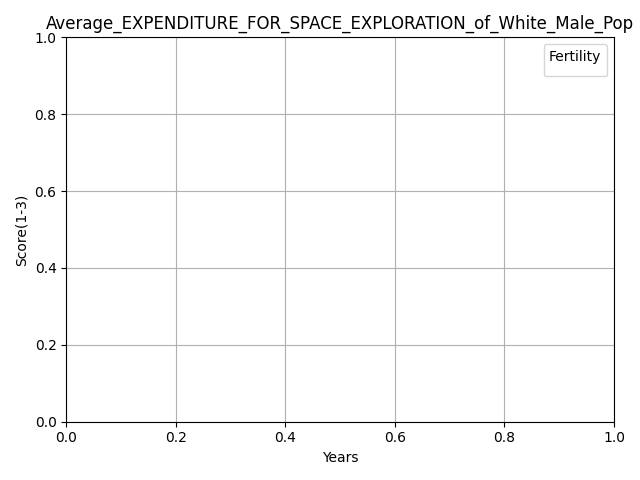 Average_EXPENDITURE_FOR_SPACE_EXPLORATION_of_White_Male_Pop
Fertility
1.0
0.8
0.6
0.4
0.2
0.0
Score(1-3)
0.0 0.2 0.4 0.6 0.8 1.0
Years